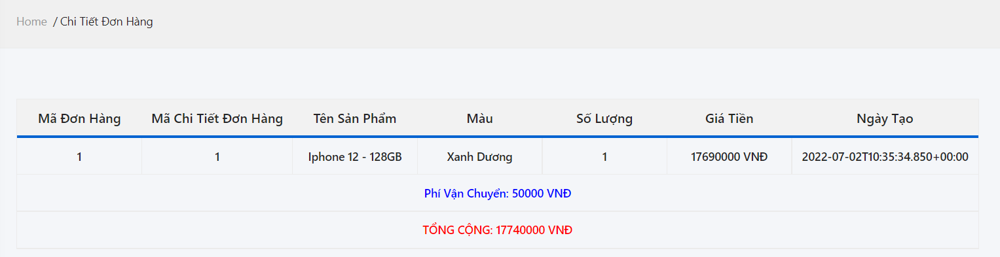 Home / Chi Tiết Đơn Hàng
Mã Đơn Hàng Mã Chi Tiết Đơn Hàng Tên Sản Phẩm Màu Số Lượng Giá Tiền Ngày Tạo
1 1 Iphone 12 - 128GB Xanh Dương 1 17690000 VNĐ 2022-07-02T10:35:34.850+00:00
Phí Vận Chuyển: 50000 VNĐ
TỔNG CỘNG: 17740000 VNĐ